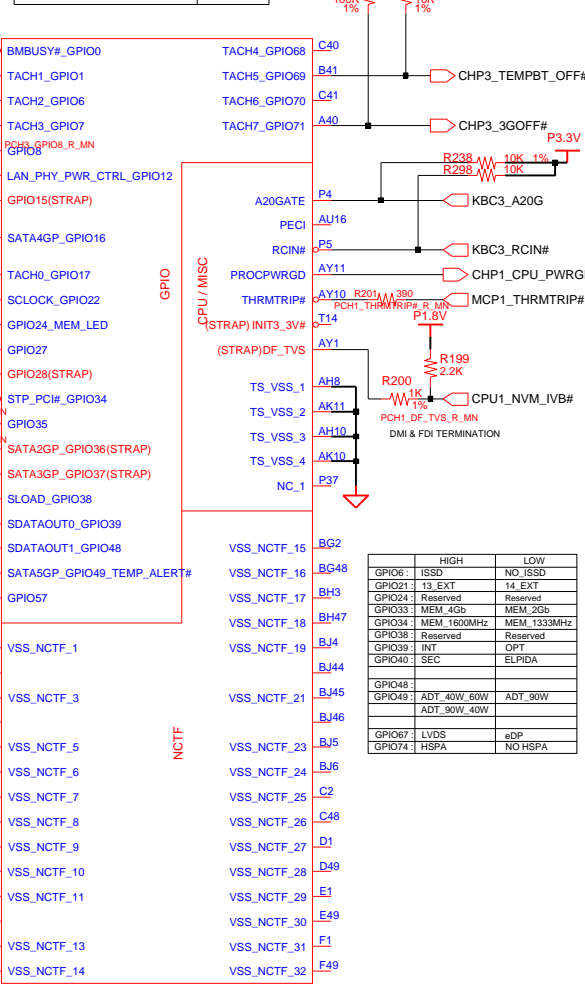 1%
1%
BMBUSY#_GPIO0
TACH4_GPIO68
C40
TACH1_GPIO1
TACH5_GPIO69
B41
CHP3_TEMPBT_OFF#
TACH2_GPIO6
TACH6_GPIO70
C41
TACH3_GPIO7
TACH7_GPIO71
A40
CHP3_3GOFF#
PCH3_GPIO8_R_MN
GPIO8
P3.3V
R238
10K
1%
R298
10K
LAN_PHY_PWR_CTRL_GPIO12
GPIO15(STRAP)
A20GATE
P4
KBC3_A20G
PECI
AU16
SATA4GP_GPIO16
RCIN#
P5
KBC3_RCIN#
TACH0_GPIO17
PROCPWRGD
AY11
CHP1_CPU_PWRG
SCLOCK_GPIO22
THRMTRIP#
AY10
R201
390
MCP1_THRMTRIP#
PCH1_THRMTRIP#_R_MN
P1.8V
GPIO24_MEM_LED
(STRAP) INIT3_3V#
T14
GPIO27
(STRAP)DF_TVS
AY1
R199
2.2K
GPIO28(STRAP)
TS_VSS_1
AH8
R200
1K
1%
CPU1_NVM_IVB#
STP_PCI#_GPIO34
TS_VSS_2
AK11
PCH1_DF_TVS_R_MN
GPIO35
TS_VSS_3
AH10
DMI & FDI TERMINATION
SATA2GP_GPIO36(STRAP)
TS_VSS_4
AK10
SATA3GP_GPIO37(STRAP)
NC_1
P37
SLOAD_GPIO38
SDATAOUT0_GPIO39
SDATAOUT1_GPIO48
SATA5GP_GPIO49_TEMP_ALERT#
GPIO57
GPIO
CPU / MISC
VSS_NCTF_15
BG2
VSS_NCTF_16
BG48
VSS_NCTF_17
BH3
VSS_NCTF_18
BH47
VSS_NCTF_1
VSS_NCTF_19
BJ4
BJ44
VSS_NCTF_3
VSS_NCTF_21
BJ45
BJ46
VSS_NCTF_5
VSS_NCTF_23
BJ5
VSS_NCTF_6
VSS_NCTF_24
BJ6
VSS_NCTF_7
VSS_NCTF_25
C2
VSS_NCTF_8
VSS_NCTF_26
C48
VSS_NCTF_9
VSS_NCTF_27
D1
VSS_NCTF_10
VSS_NCTF_28
D49
VSS_NCTF_11
VSS_NCTF_29
E1
VSS_NCTF_30
E49
VSS_NCTF_13
VSS_NCTF_31
F1
VSS_NCTF_14
VSS_NCTF_32
F49
NCTF
HIGH LOW
GPIO6 : ISSD NO_ISSD
GPIO21 : 13_EXT 14_EXT
GPIO24 : Reserved Reserved
GPIO33 : MEM_4Gb MEM_2Gb
GPIO34 : MEM_1600MHz MEM_1333MHz
GPIO38 : Reserved Reserved
GPIO39 : INT OPT
GPIO40 : SEC ELPIDA
GPIO48 :
GPIO49 : ADT_40W_60W ADT_90W
ADT_90W_40W
GPIO67 : LVDS eDP
GPIO74 : HSPA NO HSPA